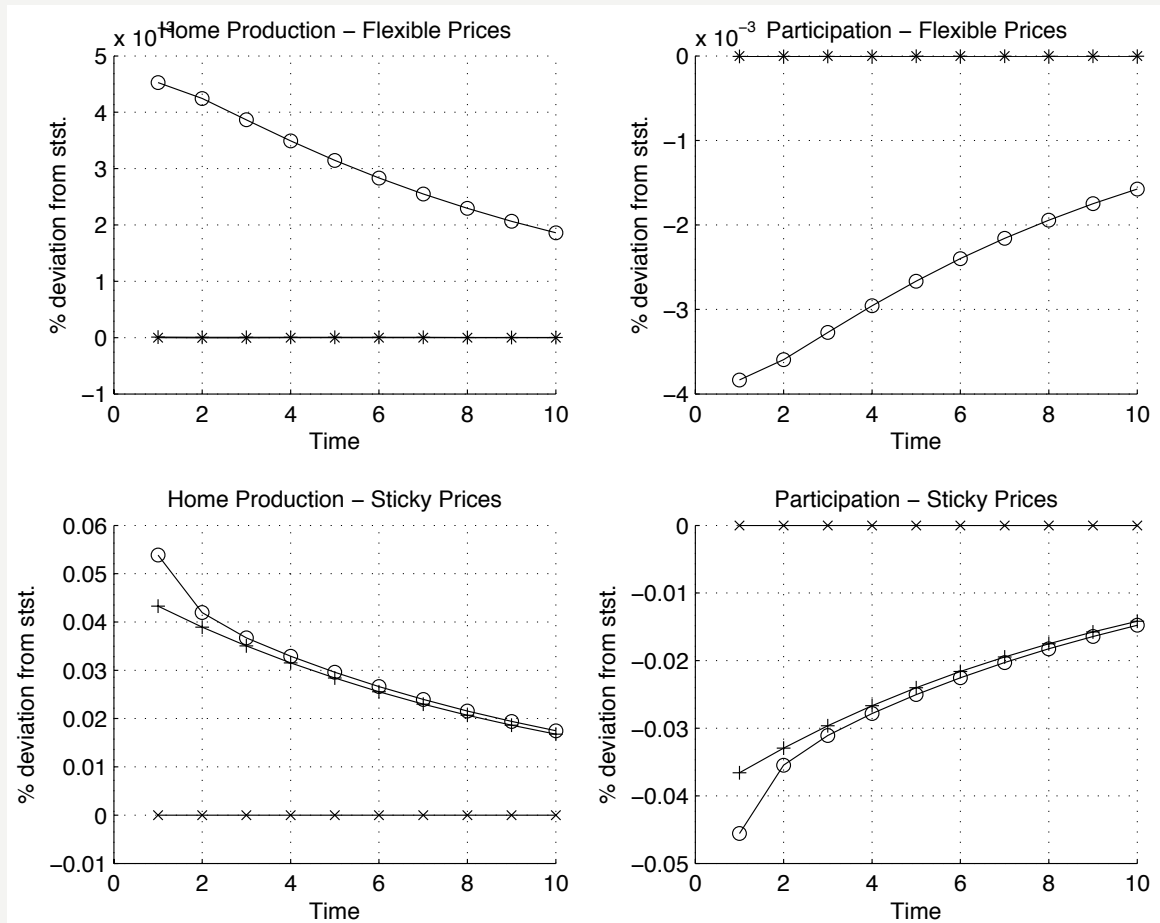 x 10⁻³
Home Production – Flexible Prices
5
4
3
2
1
0
−1
% deviation from stst.
0 2 4 6 8 10
Time
x 10⁻³
Participation – Flexible Prices
0
−1
−2
−3
−4
% deviation from stst.
0 2 4 6 8 10
Time
Home Production – Sticky Prices
0.06
0.05
0.04
0.03
0.02
0.01
0
−0.01
% deviation from stst.
0 2 4 6 8 10
Time
Participation – Sticky Prices
0
−0.01
−0.02
−0.03
−0.04
−0.05
% deviation from stst.
0 2 4 6 8 10
Time